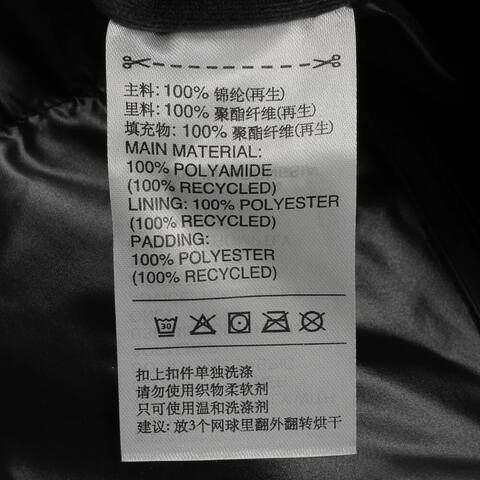 主料: 100% 锦纶(再生)
里料: 100% 聚酯纤维(再生)
填充物: 100% 聚酯纤维(再生)
MAIN MATERIAL:
100% POLYAMIDE
(100% RECYCLED)
LINING: 100% POLYESTER
(100% RECYCLED)
PADDING:
100% POLYESTER
(100% RECYCLED)
30
扣上扣件单独洗涤
请勿使用织物柔软剂
只可使用温和洗涤剂
建议: 放3个网球里翻外翻转烘干